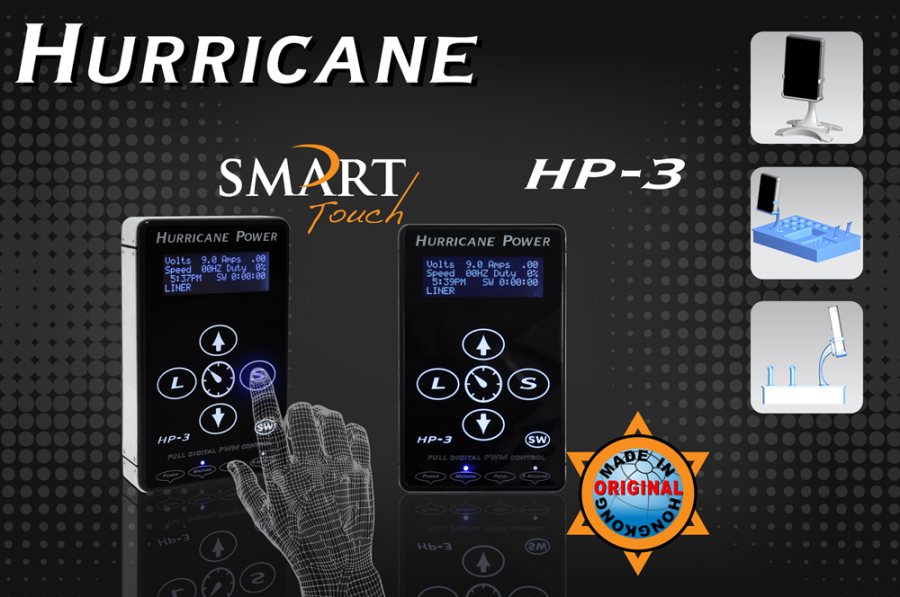 HURRICANE
SMART
Touch
HP-3
HURRICANE POWER
Volts 9.0 Amps .00
Speed 00HZ Duty 0%
5:37PM SW 0:00:00
LINER
L
S
SW
HP-3
FULL DIGITAL PWM CONTROL
Power
HURRICANE POWER
Volts 9.0 Amps .00
Speed 00HZ Duty 0%
5:39PM SW 0:00:00
LINER
L
S
HP-3
SW
FULL DIGITAL PWM CONTROL
Power
MADE IN
ORIGINAL
HONGKONG